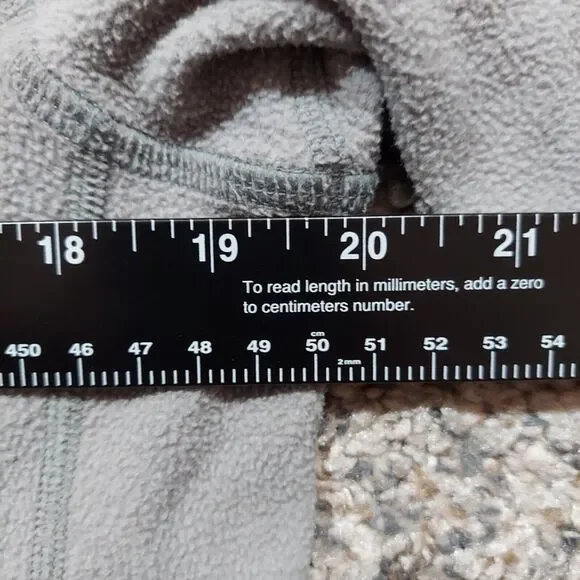 18 19 20 21
To read length in millimeters, add a zero
to centimeters number.
cm
450 46 47 48 49 50 51 52 53 54
2mm